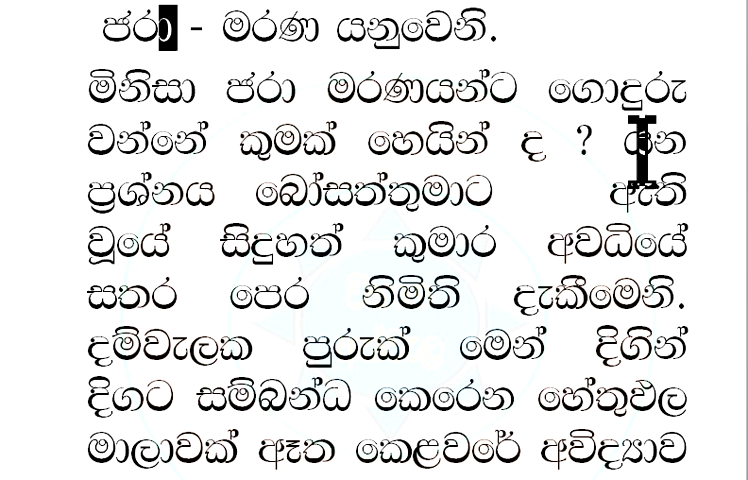 ජරා - මරණ යනුවෙනි.
මිනිසා ජරා මරණයන්ට ගොදුරු
වන්නේ කුමක් හෙයින් ද ? යන
ප්‍රශ්නය බෝසත්තුමාට ඇති
වූයේ සිදුහත් කුමාර අවධියේ
සතර පෙර නිමිති දැකීමෙනි.
දම්වැලක පුරුක් මෙන් දිගින්
දිගට සම්බන්ධ කෙරෙන හේතුඵල
මාලාවක් ඈත කෙළවරේ අවිද්‍යාව